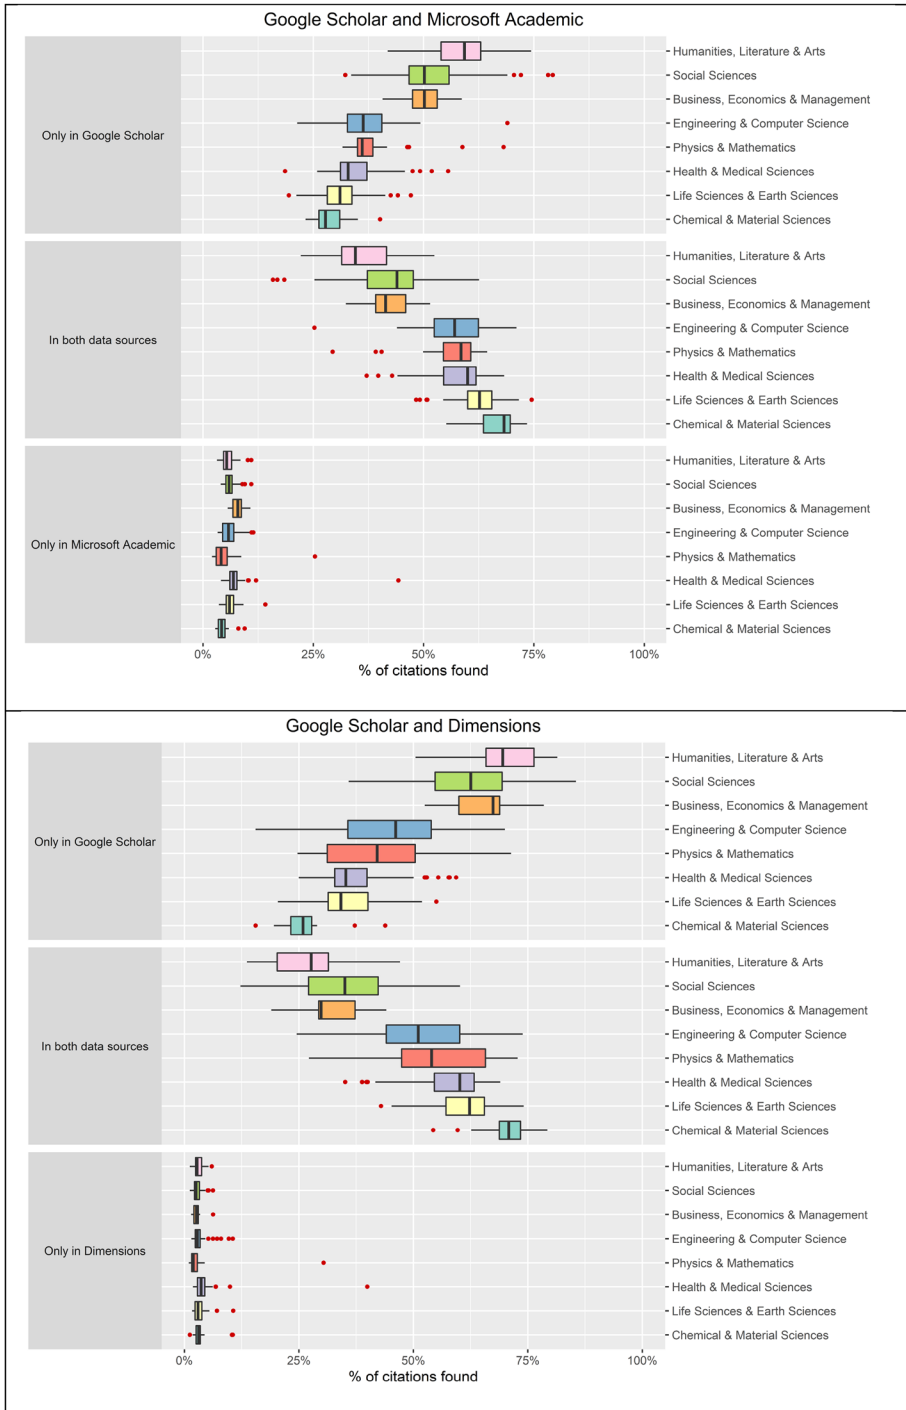 Google Scholar and Microsoft Academic
Only in Google Scholar
Humanities, Literature & Arts
Social Sciences
Business, Economics & Management
Engineering & Computer Science
Physics & Mathematics
Health & Medical Sciences
Life Sciences & Earth Sciences
Chemical & Material Sciences
In both data sources
Humanities, Literature & Arts
Social Sciences
Business, Economics & Management
Engineering & Computer Science
Physics & Mathematics
Health & Medical Sciences
Life Sciences & Earth Sciences
Chemical & Material Sciences
Only in Microsoft Academic
Humanities, Literature & Arts
Social Sciences
Business, Economics & Management
Engineering & Computer Science
Physics & Mathematics
Health & Medical Sciences
Life Sciences & Earth Sciences
Chemical & Material Sciences
0% 25% 50% 75% 100%
% of citations found
Google Scholar and Dimensions
Only in Google Scholar
Humanities, Literature & Arts
Social Sciences
Business, Economics & Management
Engineering & Computer Science
Physics & Mathematics
Health & Medical Sciences
Life Sciences & Earth Sciences
Chemical & Material Sciences
In both data sources
Humanities, Literature & Arts
Social Sciences
Business, Economics & Management
Engineering & Computer Science
Physics & Mathematics
Health & Medical Sciences
Life Sciences & Earth Sciences
Chemical & Material Sciences
Only in Dimensions
Humanities, Literature & Arts
Social Sciences
Business, Economics & Management
Engineering & Computer Science
Physics & Mathematics
Health & Medical Sciences
Life Sciences & Earth Sciences
Chemical & Material Sciences
0% 25% 50% 75% 100%
% of citations found